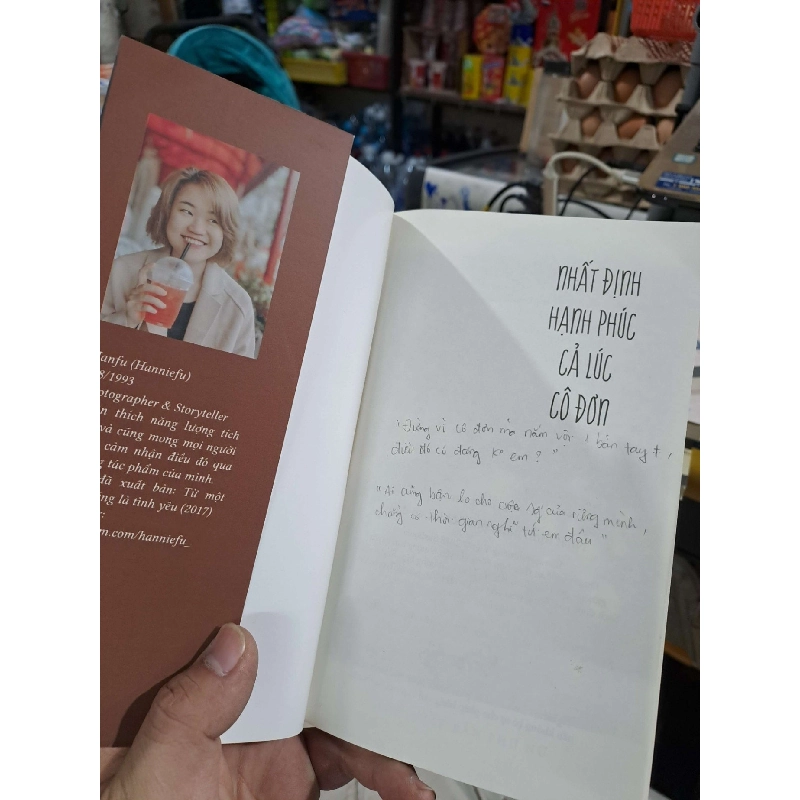 Hanfu (Hanniefu)
8/1993
otographer & Storyteller
n thích năng lượng tích
và cũng mong mọi người
cảm nhận điều đó qua
g tác phẩm của mình.
đã xuất bản: Từ một
ng là tình yêu (2017)
m.com/hanniefu_
NHẤT ĐỊNH
HẠNH PHÚC
CẢ LÚC
CÔ ĐƠN
"Đừng vì cô đơn mà nắm vội 1 bàn tay,
đời đó có đáng ko em?"
"Ai cũng bận lo cho cuộc sống của riêng mình,
chẳng có thời gian nghĩ tới em đâu"